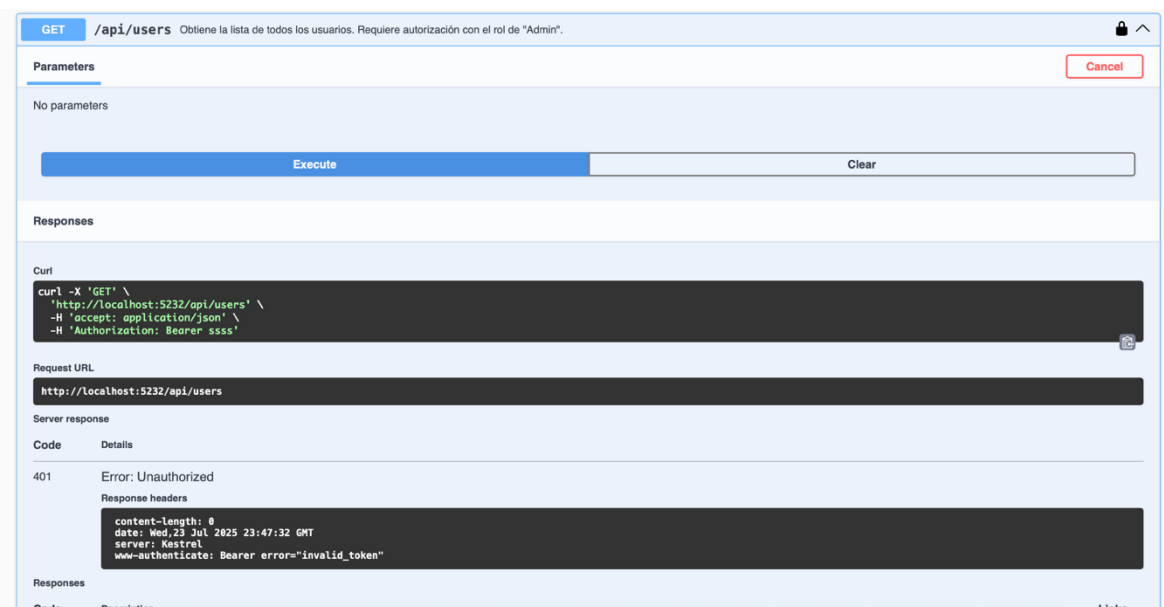 GET /api/users Obtiene la lista de todos los usuarios. Requiere autorización con el rol de "Admin".
Parameters
Cancel
No parameters
Execute
Clear
Responses
Curl
curl -X 'GET' \
'http://localhost:5232/api/users' \
-H 'accept: application/json' \
-H 'Authorization: Bearer ssss'
Request URL
http://localhost:5232/api/users
Server response
Code Details
401 Error: Unauthorized
Response headers
content-length: 0
date: Wed,23 Jul 2025 23:47:32 GMT
server: Kestrel
www-authenticate: Bearer error="invalid_token"
Responses
Code Description Links